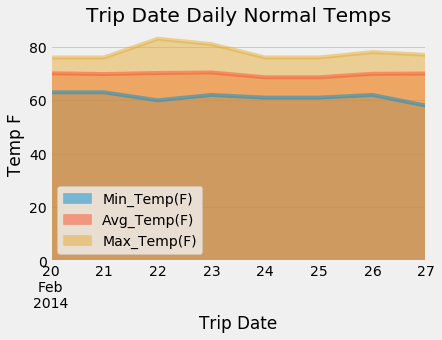 Trip Date Daily Normal Temps
Temp F
80
60
40
20
0
Min_Temp(F)
Avg_Temp(F)
Max_Temp(F)
20 21 22 23 24 25 26 27
Feb
2014
Trip Date